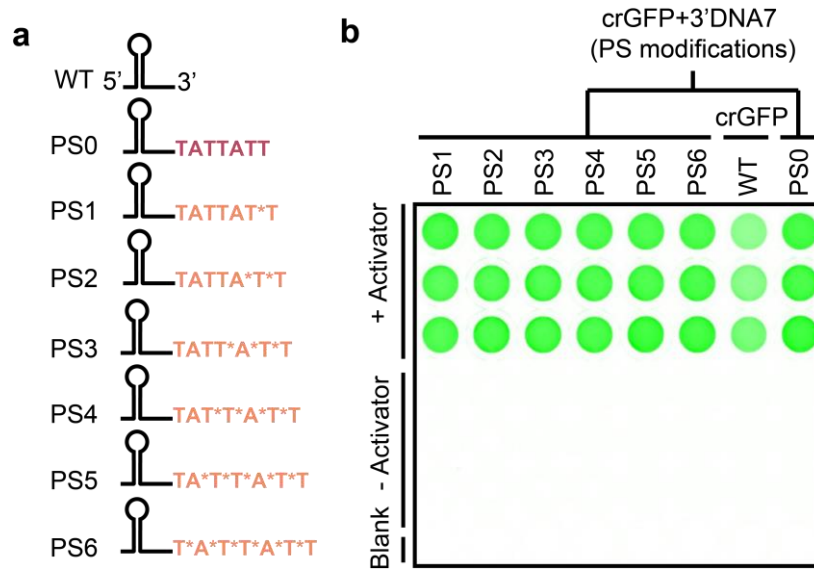 a
WT 5' 3'
PS0 TATTATT
PS1 TATTAT*T
PS2 TATTA*T*T
PS3 TATT*A*T*T
PS4 TAT*T*A*T*T
PS5 TA*T*T*A*T*T
PS6 T*A*T*T*A*T*T
b
crGFP+3'DNA7
(PS modifications)
crGFP
PS1 PS2 PS3 PS4 PS5 PS6 WT PS0
+ Activator
- Activator
Blank